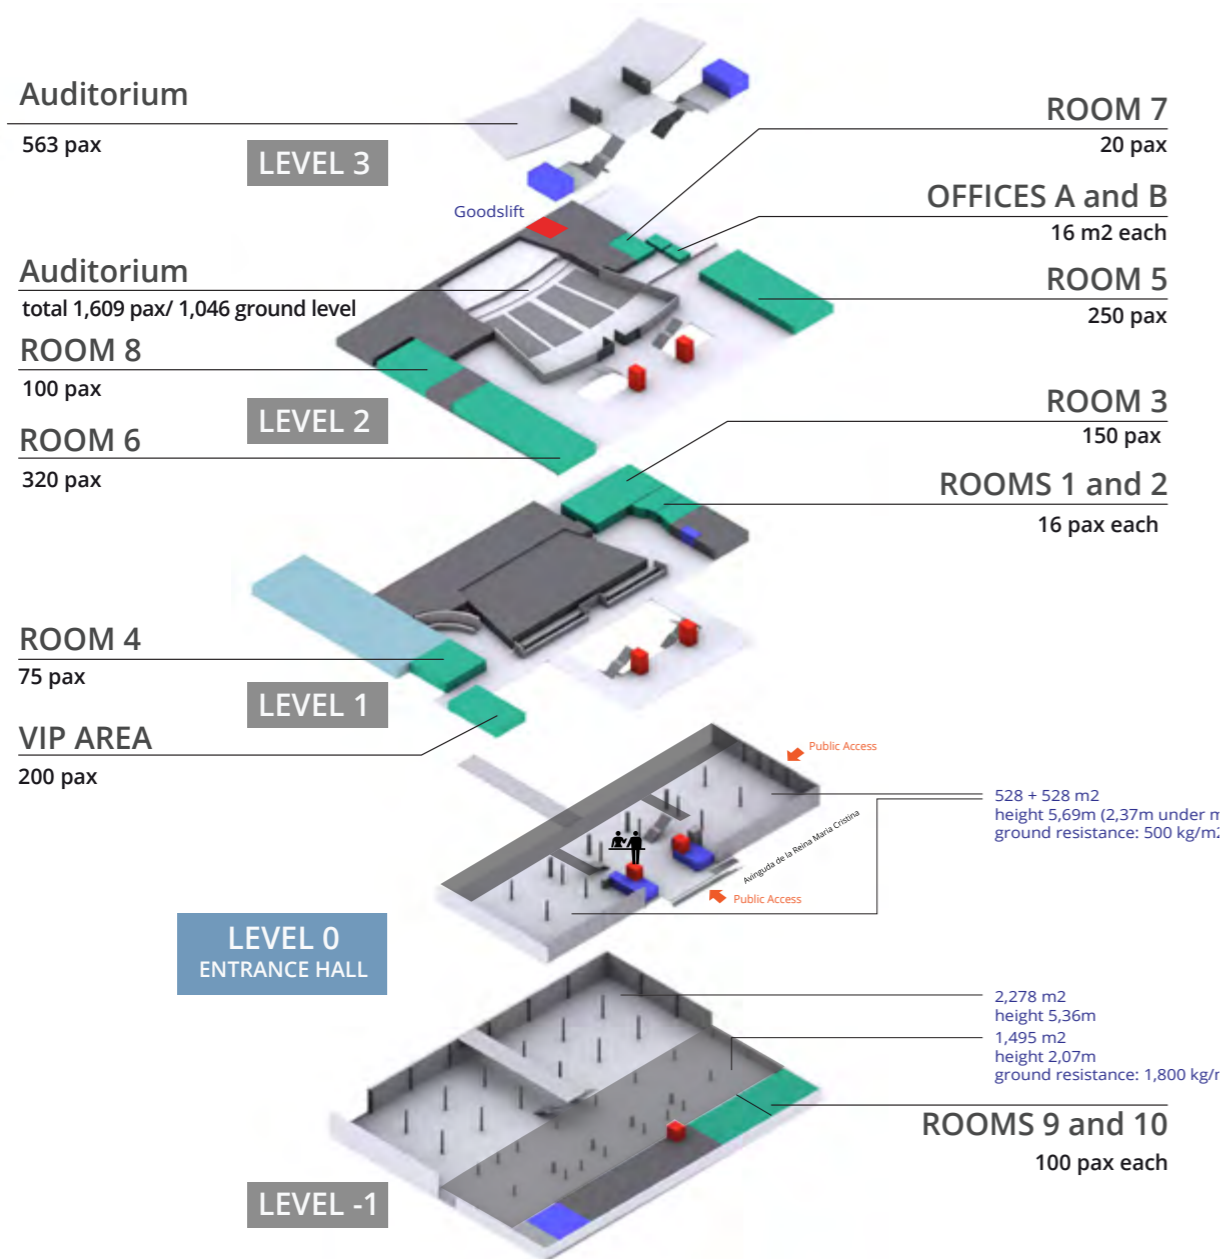 Auditorium
563 pax
LEVEL 3
ROOM 7
20 pax
OFFICES A and B
16 m2 each
Goodslift
Auditorium
total 1,609 pax/ 1,046 ground level
ROOM 5
250 pax
ROOM 8
100 pax
LEVEL 2
ROOM 6
320 pax
ROOM 3
150 pax
ROOMS 1 and 2
16 pax each
ROOM 4
75 pax
LEVEL 1
VIP AREA
200 pax
Public Access
528 + 528 m2
height 5,69m (2,37m under
ground resistance: 500 kg/m2
Avinguda de la Reina Maria Cristina
Public Access
LEVEL 0
ENTRANCE HALL
2,278 m2
height 5,36m
1,495 m2
height 2,07m
ground resistance: 1,800
ROOMS 9 and 10
100 pax each
LEVEL -1